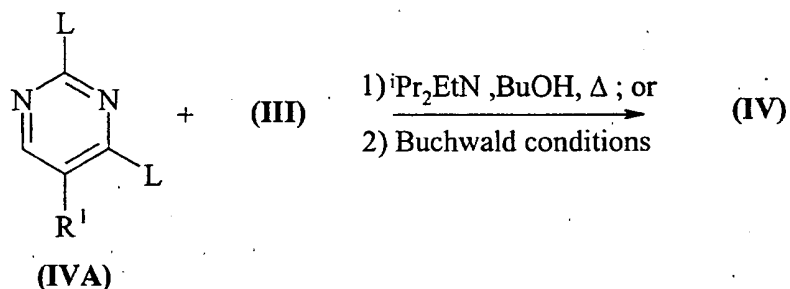 L
N N
L
R¹
(IVA)
+ (III)
1) ⁱPr₂EtN ,BuOH, Δ ; or
2) Buchwald conditions
(IV)